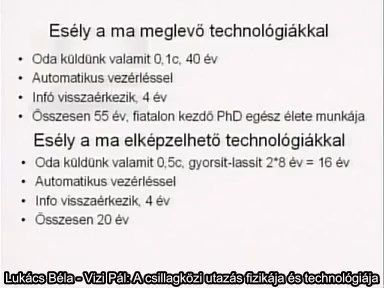 Esély a ma meglevő technológiákkal
• Oda küldünk valamit 0,1c, 40 év
• Automatikus vezérléssel
• Infó visszaérkezik, 4 év
• Összesen 55 év, fiatalon kezdő PhD egész élete munkája
Esély a ma elképzelhető technológiákkal
• Oda küldünk valamit 0,5c, gyorsít-lassít 2*8 év = 16 év
• Automatikus vezérléssel
• Info visszaérkezik, 4 év
• Összesen 20 év
Lukács Béla - Vizi Pál: A csillagközi utazás fizikája és technológiája